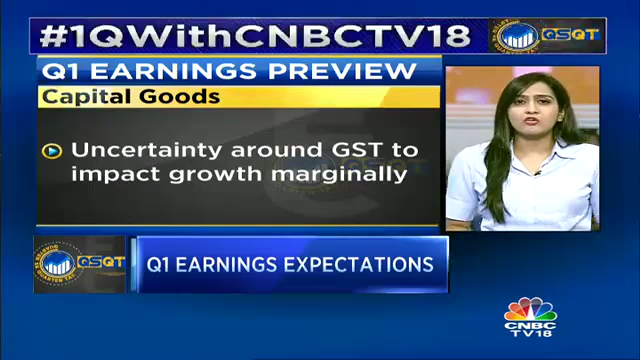 #1QWithCNBCTV18
QSQT
Q1 EARNINGS PREVIEW
Capital Goods
Uncertainty around GST to
impact growth marginally
QSQT
QSQT
Q1 EARNINGS EXPECTATIONS
CNBC
TV18